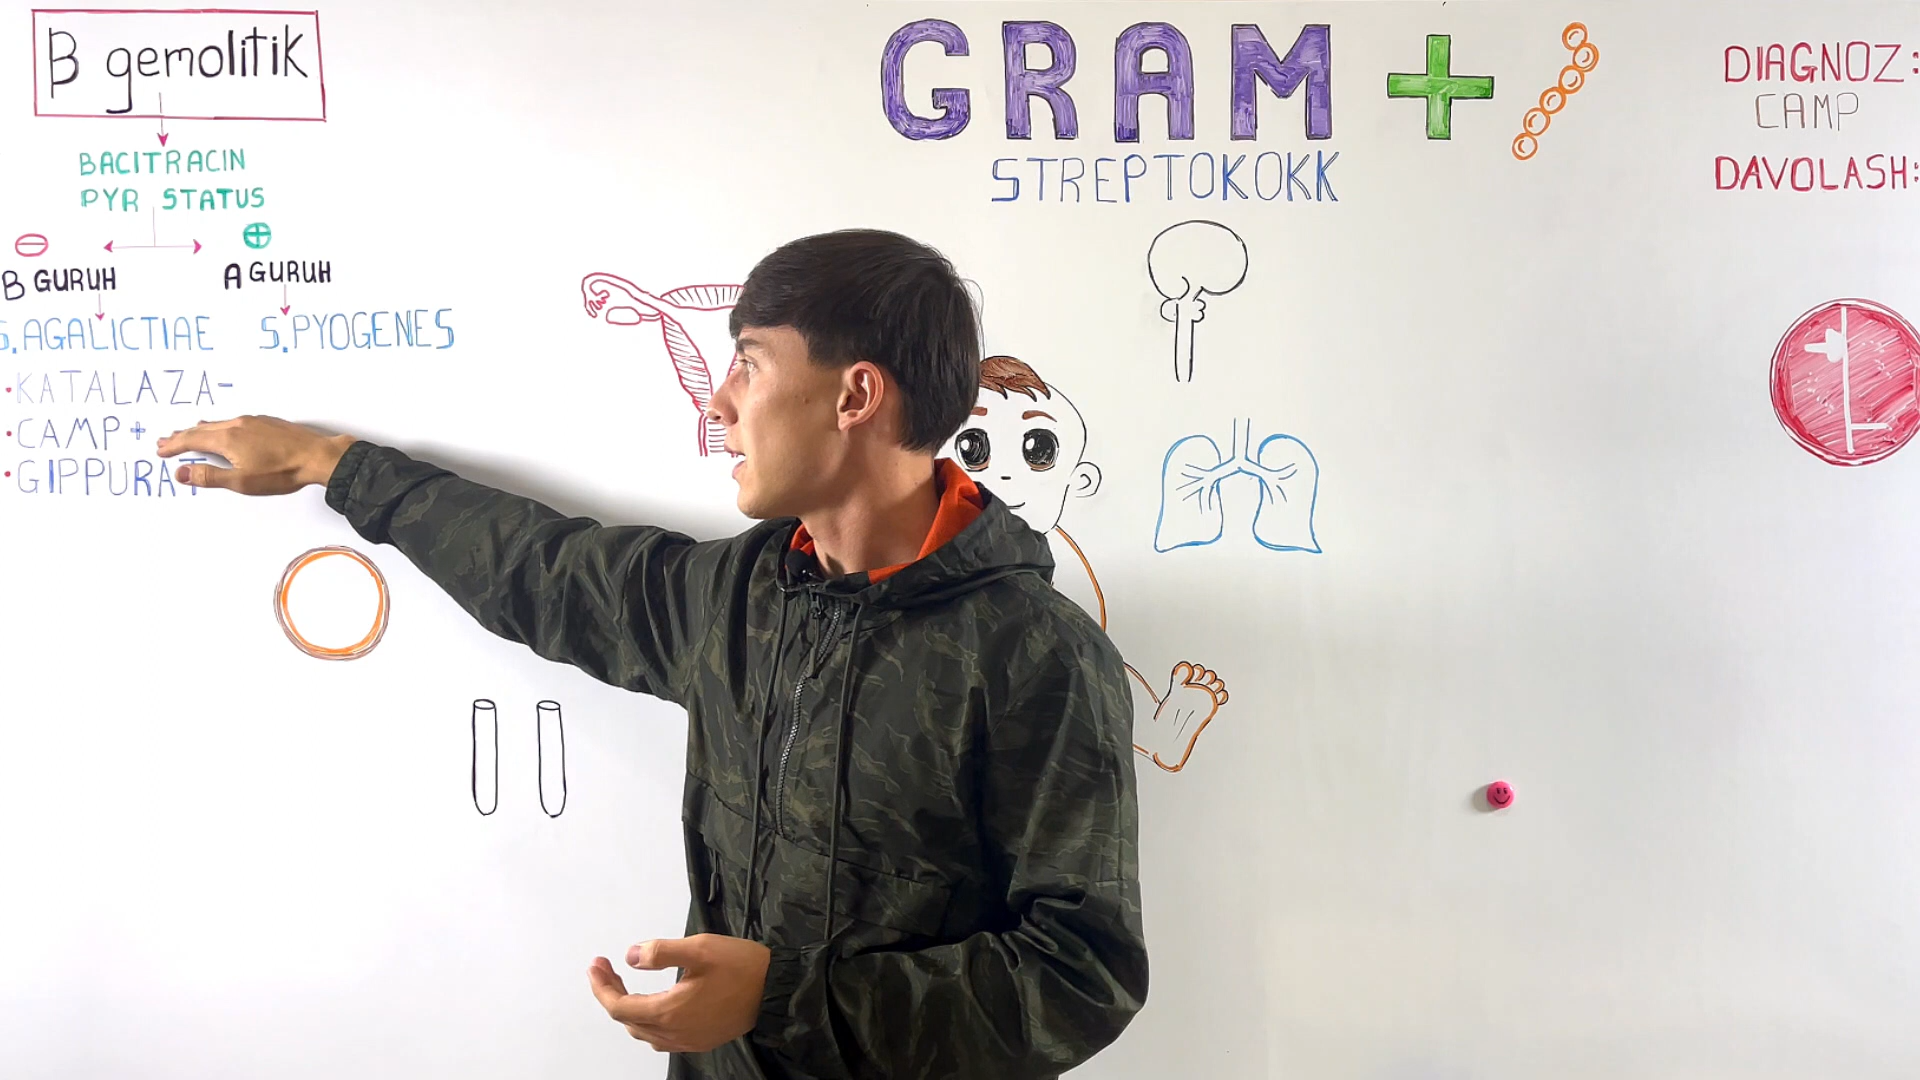 B gemolitik
BACITRACIN
PYR STATUS
B GURUH
A GURUH
S.AGALICTIAE
S.PYOGENES
•KATALAZA-
•CAMP+
•GIPPURAT
GRAM +
STREPTOKOKK
DIAGNOZ:
CAMP
DAVOLASH: